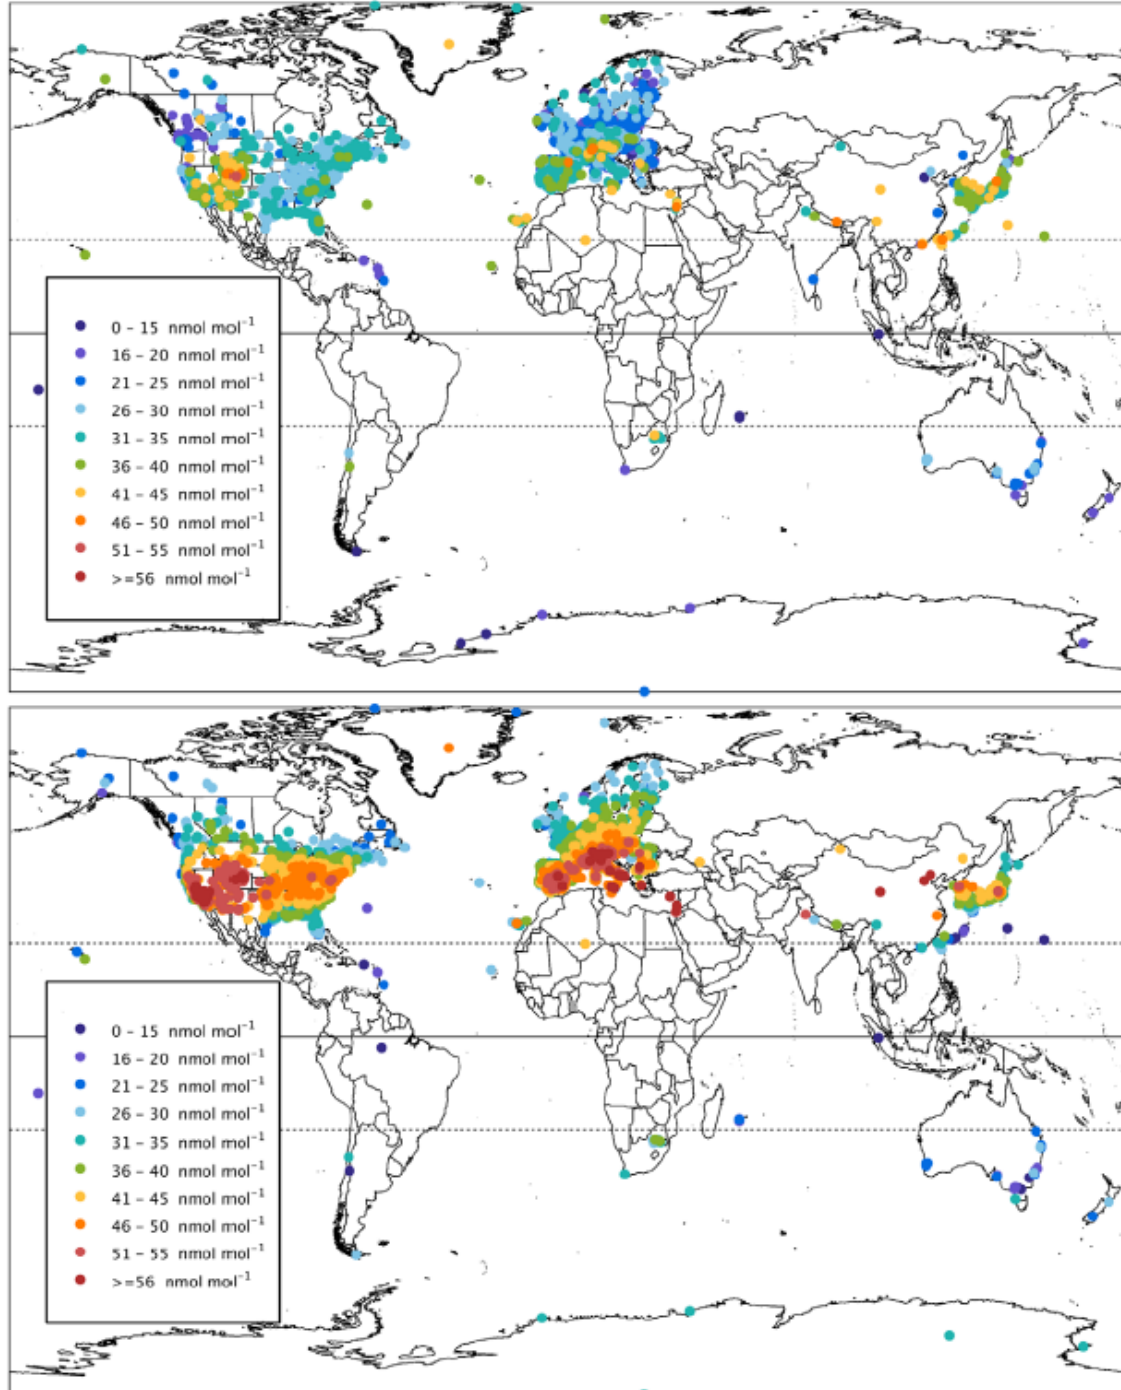 0 – 15 nmol mol⁻¹
16 – 20 nmol mol⁻¹
21 – 25 nmol mol⁻¹
26 – 30 nmol mol⁻¹
31 – 35 nmol mol⁻¹
36 – 40 nmol mol⁻¹
41 – 45 nmol mol⁻¹
46 – 50 nmol mol⁻¹
51 – 55 nmol mol⁻¹
>=56 nmol mol⁻¹
0 – 15 nmol mol⁻¹
16 – 20 nmol mol⁻¹
21 – 25 nmol mol⁻¹
26 – 30 nmol mol⁻¹
31 – 35 nmol mol⁻¹
36 – 40 nmol mol⁻¹
41 – 45 nmol mol⁻¹
46 – 50 nmol mol⁻¹
51 – 55 nmol mol⁻¹
>=56 nmol mol⁻¹